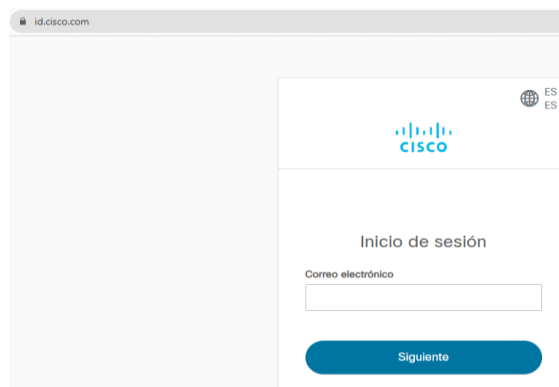 id.cisco.com
ES
ES
CISCO
Inicio de sesión
Correo electrónico
Siguiente